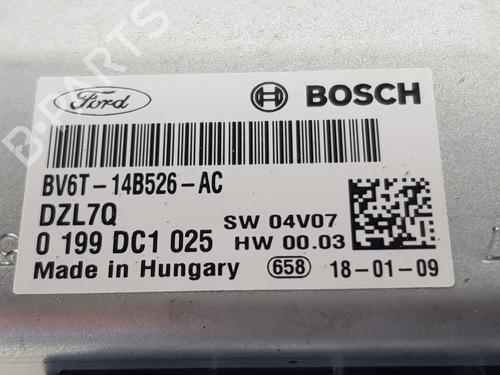 B-PARTS
Ford
BOSCH
BV6T-14B526-AC
DZL7Q
SW 04V07
0 199 DC1 025
HW 00.03
Made in Hungary
658
18-01-09